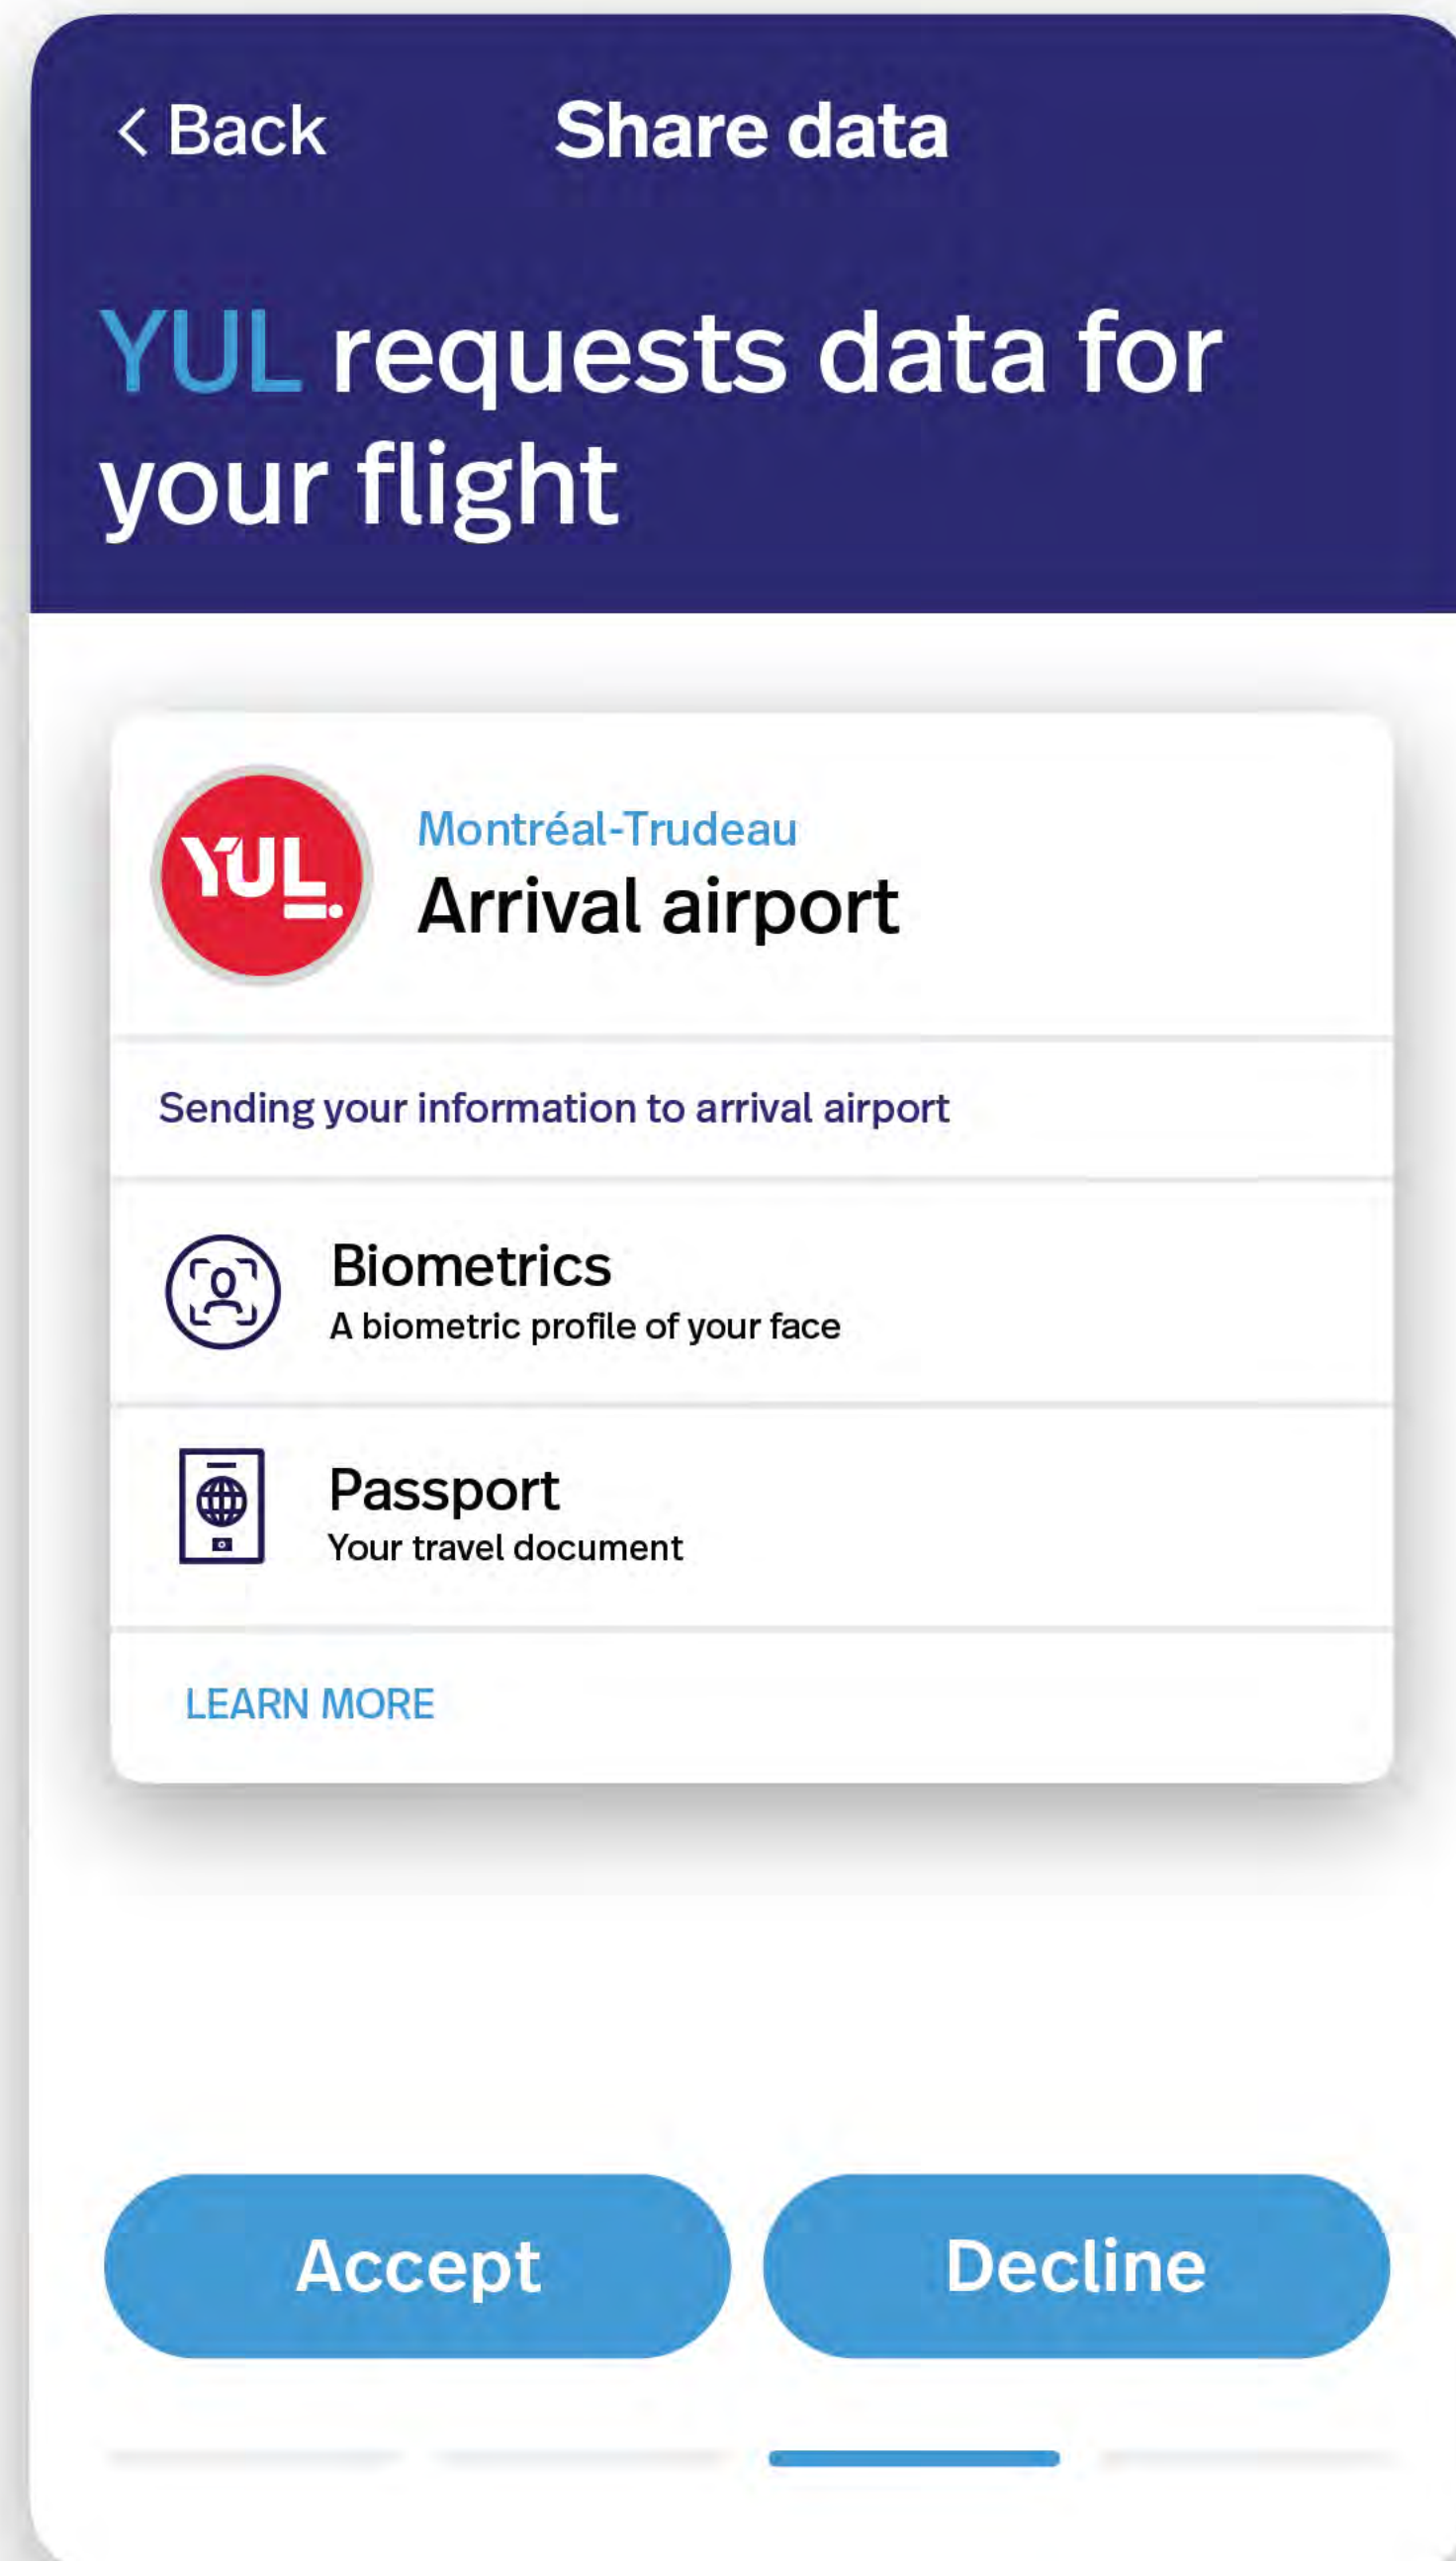 < Back
Share data
YUL requests data for
your flight
YUL.
Montréal-Trudeau
Arrival airport
Sending your information to arrival airport
Biometrics
A biometric profile of your face
Passport
Your travel document
LEARN MORE
Accept
Decline